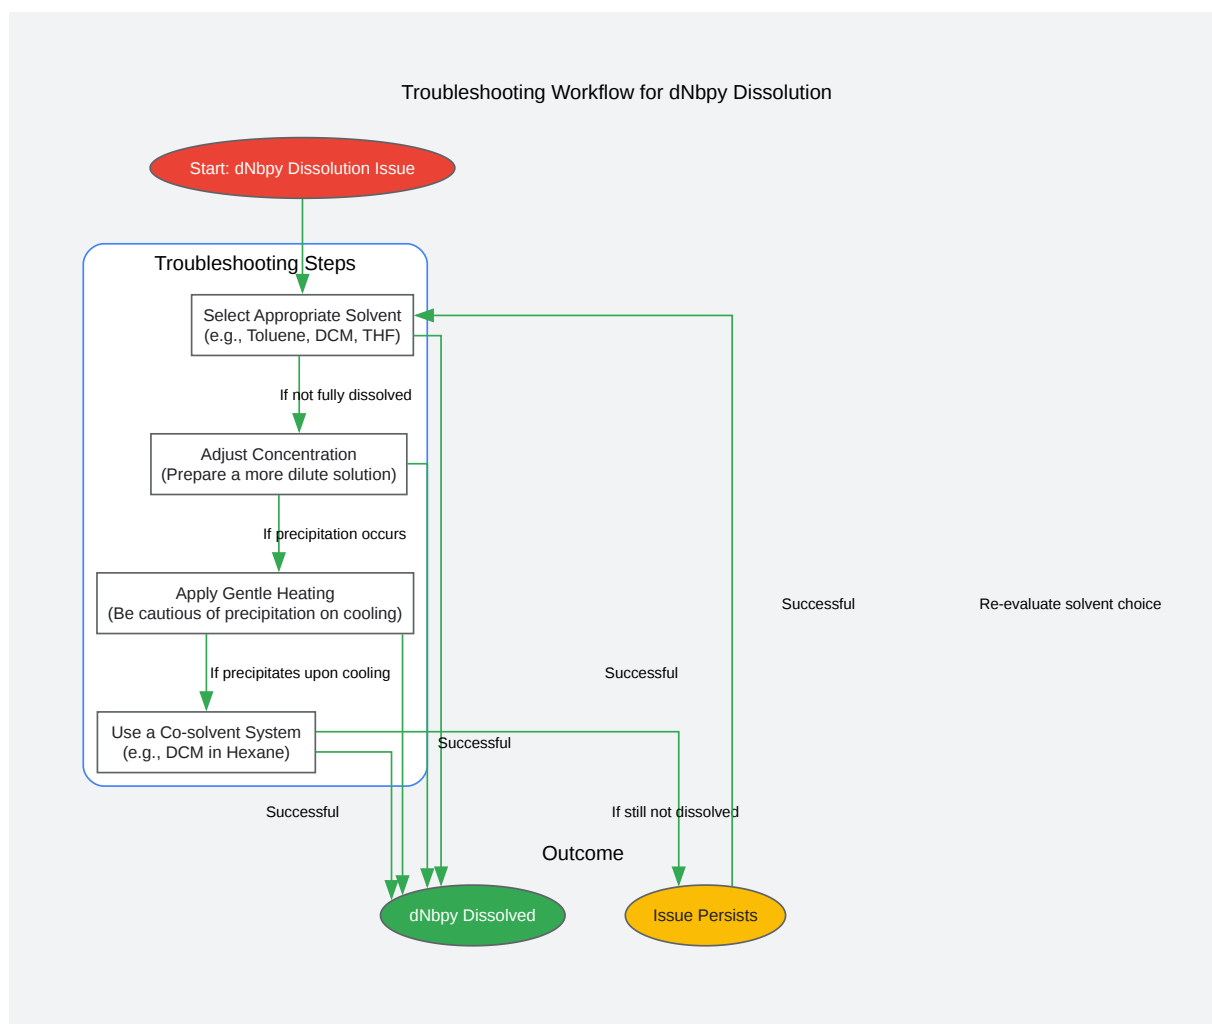 Troubleshooting Workflow for dNbpy Dissolution
Start: dNbpy Dissolution Issue
Troubleshooting Steps
Select Appropriate Solvent
(e.g., Toluene, DCM, THF)
If not fully dissolved
Adjust Concentration
(Prepare a more dilute solution)
If precipitation occurs
Apply Gentle Heating
(Be cautious of precipitation on cooling)
Successful
Re-evaluate solvent choice
If precipitates upon cooling
Successful
Use a Co-solvent System
(e.g., DCM in Hexane)
Successful
Successful
If still not dissolved
Outcome
dNbpy Dissolved
Issue Persists